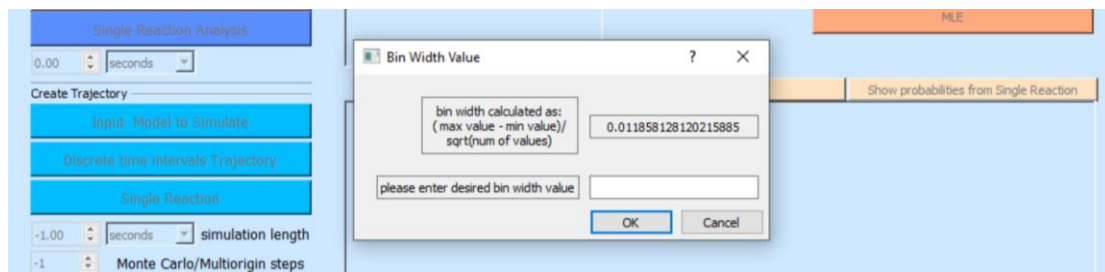 Single Reaction Analysis
MLE
0.00 seconds
Create Trajectory
Input Model to Simulate
Discrete time intervals Trajectory
Single Reaction
-1.00 seconds simulation length
-1 Monte Carlo/Multiorigin steps
Bin Width Value ? X
bin width calculated as:
( max value - min value)/
sqrt(num of values)
0.011858128120215885
please enter desired bin width value
OK Cancel
Show probabilities from Single Reaction